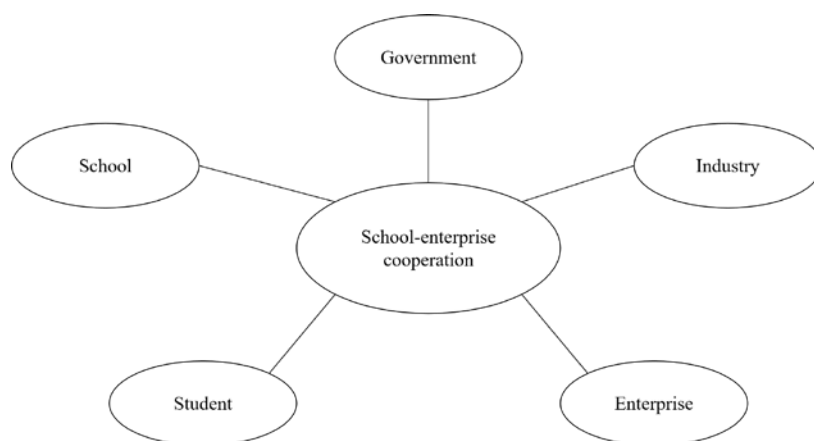 Government
School
Industry
School-enterprise
cooperation
Student
Enterprise